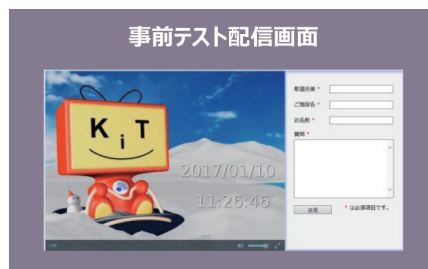 事前テスト配信画面
KiT
2017/01/10
11:26:46
LIVE
都道府県 *
ご施設名 *
お名前 *
質問 *
送信
* は必須項目です。